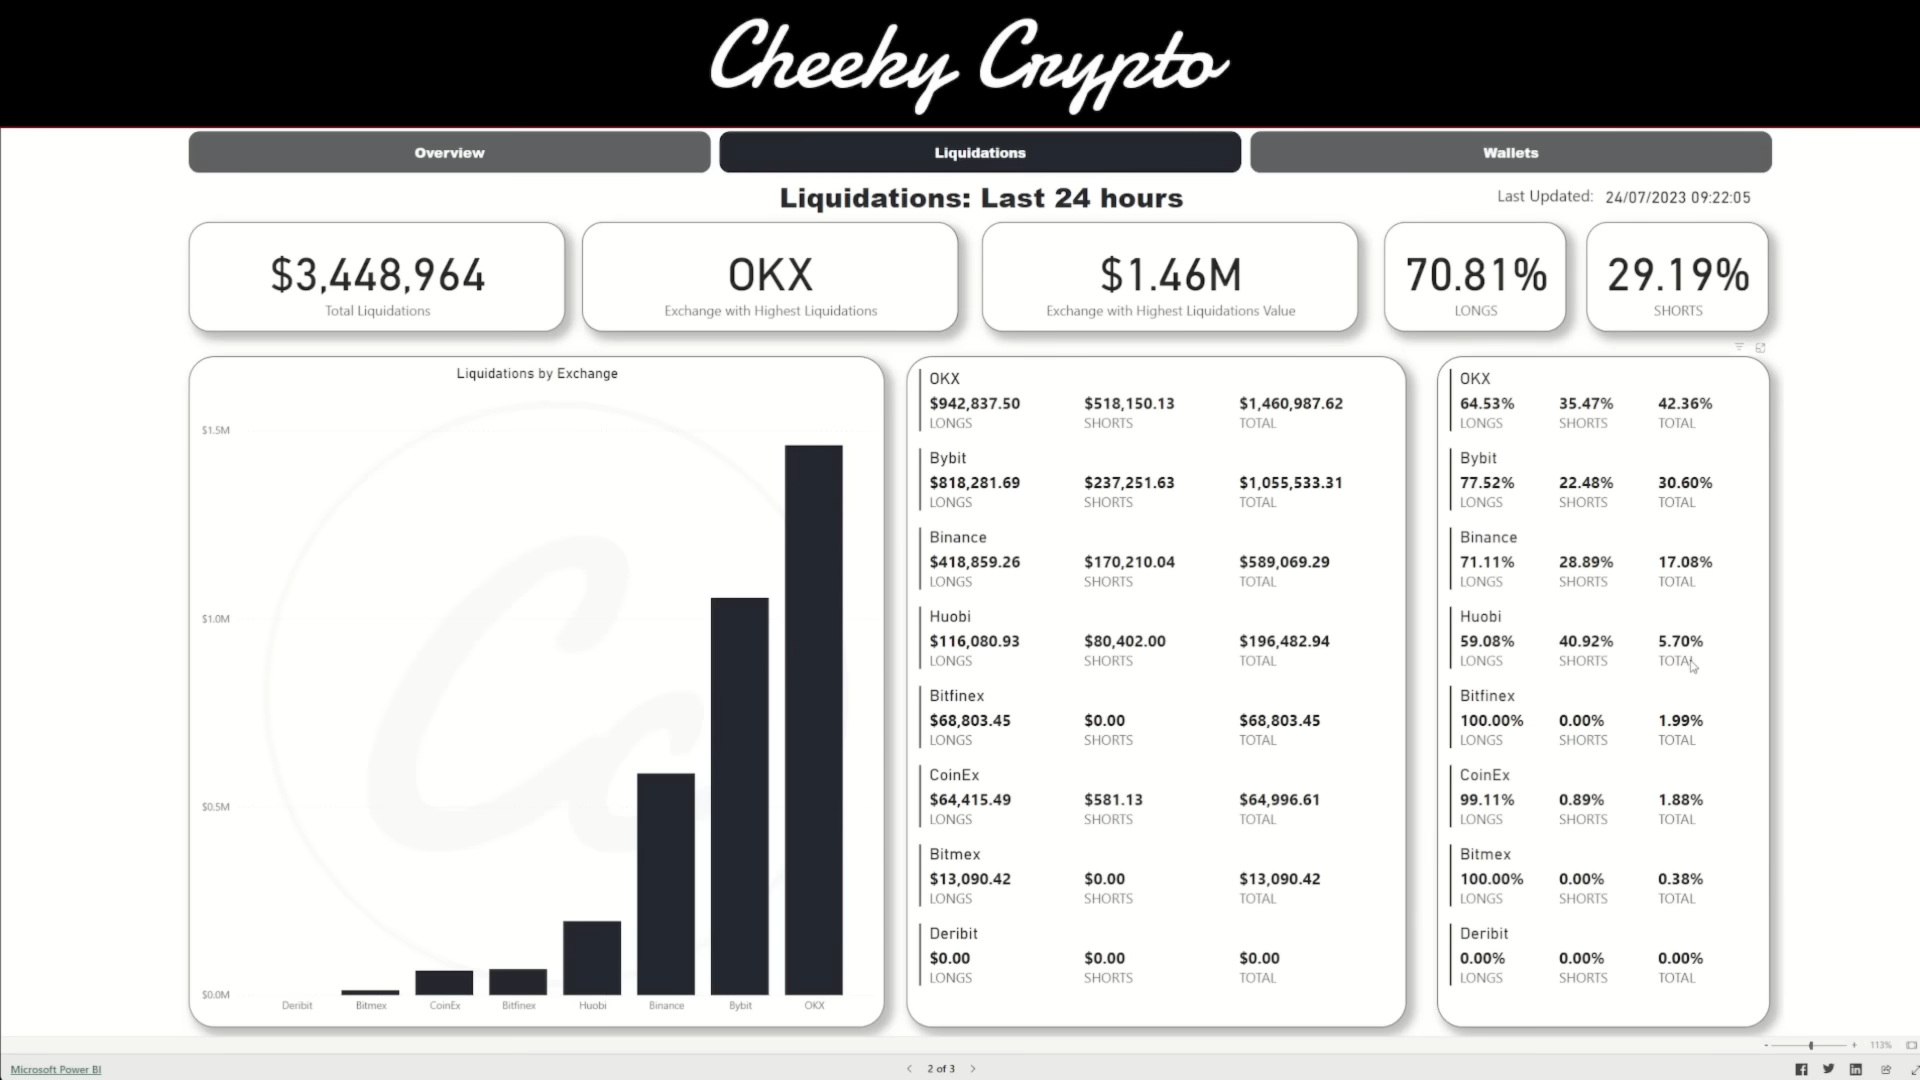 Cheeky Crypto
Overview
Liquidations
Wallets
Liquidations: Last 24 hours
Last Updated: 24/07/2023 09:22:05
$3,448,964
Total Liquidations
OKX
Exchange with Highest Liquidations
$1.46M
Exchange with Highest Liquidations Value
70.81%
LONGS
29.19%
SHORTS
Liquidations by Exchange
$1.5M
$1.0M
$0.5M
$0.0M
Deribit Bitmex CoinEx Bitfinex Huobi Binance Bybit OKX
Cc
OKX
$942,837.50 $518,150.13 $1,460,987.62
LONGS SHORTS TOTAL
Bybit
$818,281.69 $237,251.63 $1,055,533.31
LONGS SHORTS TOTAL
Binance
$418,859.26 $170,210.04 $589,069.29
LONGS SHORTS TOTAL
Huobi
$116,080.93 $80,402.00 $196,482.94
LONGS SHORTS TOTAL
Bitfinex
$68,803.45 $0.00 $68,803.45
LONGS SHORTS TOTAL
CoinEx
$64,415.49 $581.13 $64,996.61
LONGS SHORTS TOTAL
Bitmex
$13,090.42 $0.00 $13,090.42
LONGS SHORTS TOTAL
Deribit
$0.00 $0.00 $0.00
LONGS SHORTS TOTAL
OKX
64.53% 35.47% 42.36%
LONGS SHORTS TOTAL
Bybit
77.52% 22.48% 30.60%
LONGS SHORTS TOTAL
Binance
71.11% 28.89% 17.08%
LONGS SHORTS TOTAL
Huobi
59.08% 40.92% 5.70%
LONGS SHORTS TOTAL
Bitfinex
100.00% 0.00% 1.99%
LONGS SHORTS TOTAL
CoinEx
99.11% 0.89% 1.88%
LONGS SHORTS TOTAL
Bitmex
100.00% 0.00% 0.38%
LONGS SHORTS TOTAL
Deribit
0.00% 0.00% 0.00%
LONGS SHORTS TOTAL
- + 113%
Microsoft Power BI
< 2 of 3 >